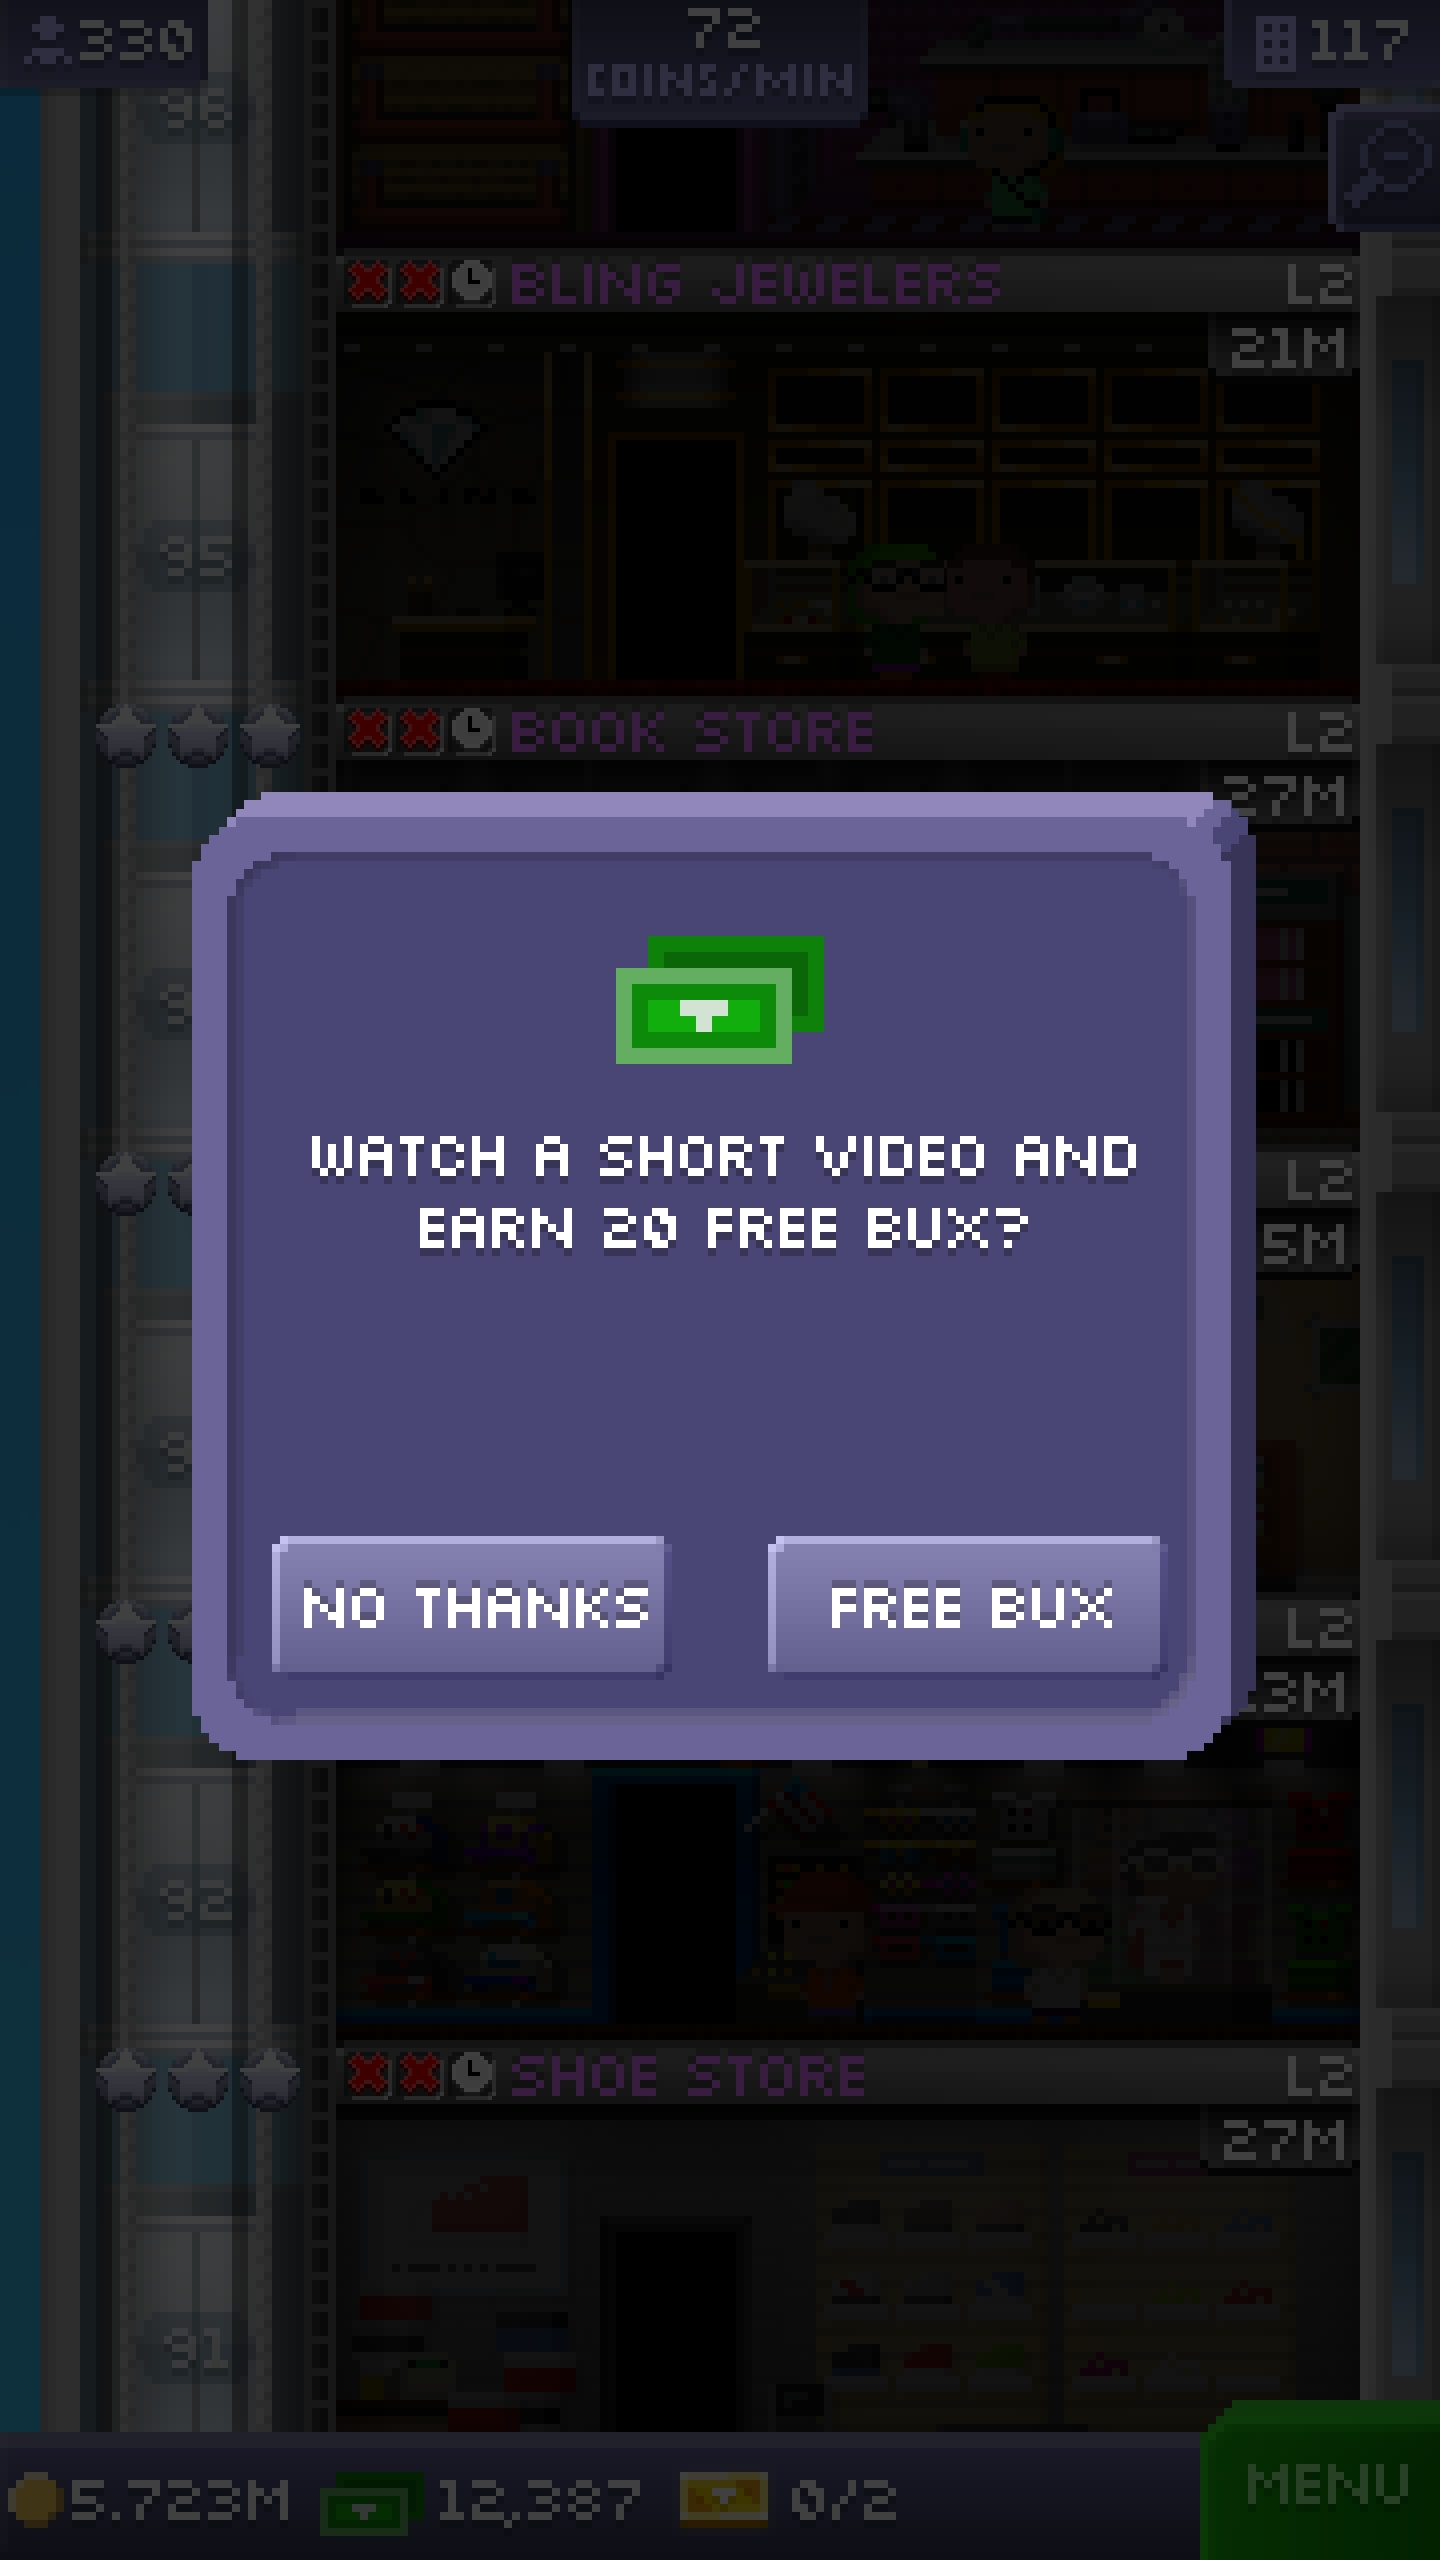 330
72
COINS/MIN
117
BLING JEWELERS L2
21M
95
BOOK STORE L2
27M
WATCH A SHORT VIDEO AND
EARN 20 FREE BUX?
L2
5M
NO THANKS
FREE BUX
L2
3M
92
SHOE STORE L2
27M
91
5.723M
12,387
0/2
MENU